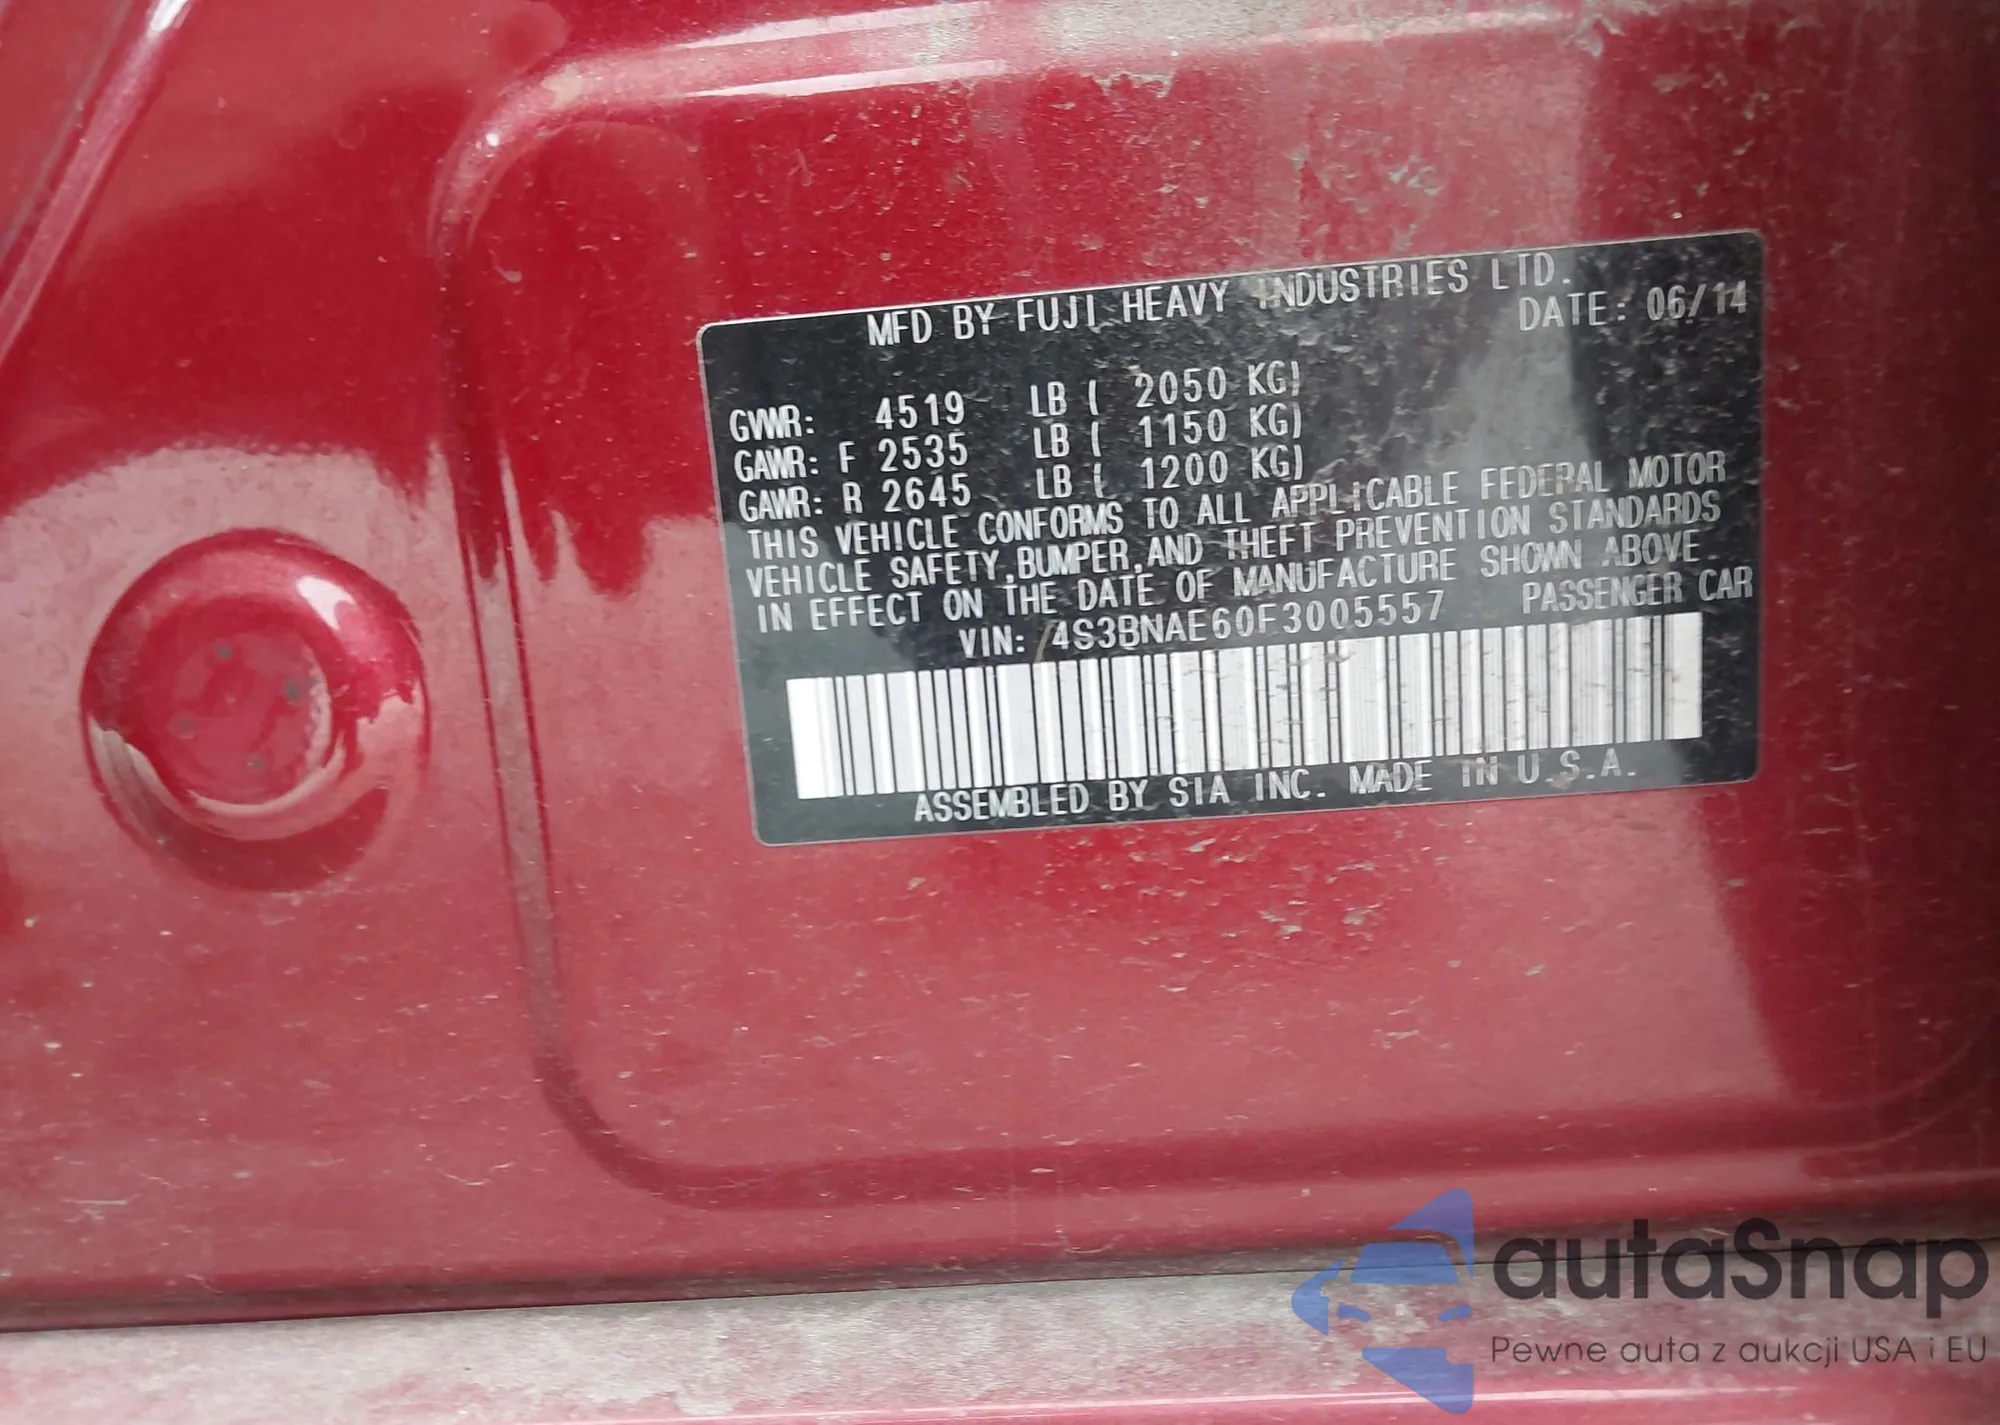 MFD BY FUJI HEAVY INDUSTRIES LTD.
DATE: 06/14
GVWR: 4519 LB ( 2050 KG)
GAWR: F 2535 LB ( 1150 KG)
GAWR: R 2645 LB ( 1200 KG)
THIS VEHICLE CONFORMS TO ALL APPLICABLE FEDERAL MOTOR
VEHICLE SAFETY,BUMPER,AND THEFT PREVENTION STANDARDS
IN EFFECT ON THE DATE OF MANUFACTURE SHOWN ABOVE.
PASSENGER CAR
VIN: 4S3BNAE60F3005557
ASSEMBLED BY SIA INC. MADE IN U.S.A.
autaSnap
Pewne auta z aukcji USA i EU